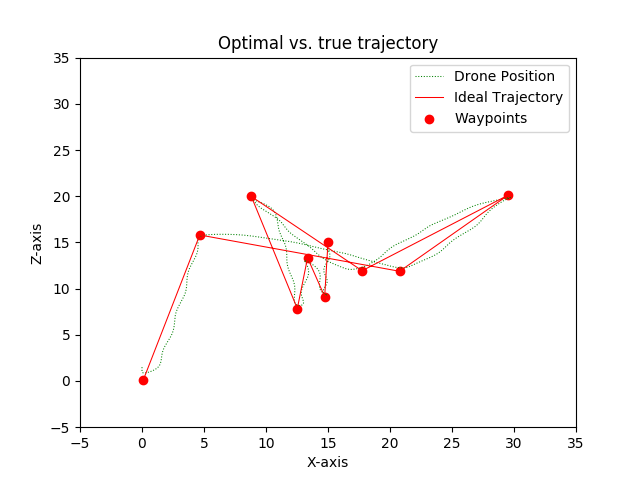 Optimal vs. true trajectory
Drone Position
Ideal Trajectory
Waypoints
35
30
25
20
15
10
5
0
−5
Z-axis
−5 0 5 10 15 20 25 30 35
X-axis